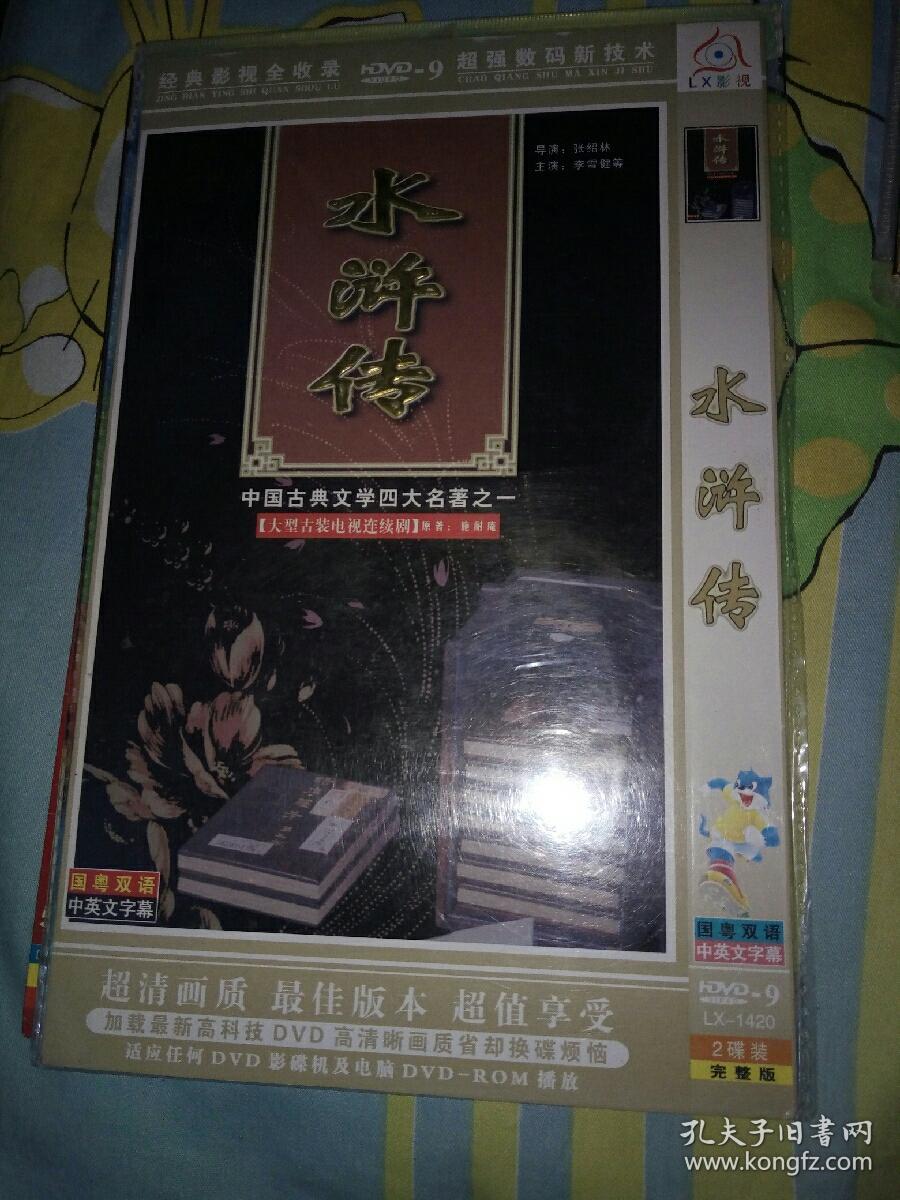 经典影视全收录 HDVD-9 超强数码新技术
JING DIAN YING SHI QUAN SHOU LU VIDEO CHAO QIANG SHU MA XIN JI SHU
LX影视
导演：张绍林
主演：李雪健等
水浒传
中国古典文学四大名著之一
【大型古装电视连续剧】原著：施耐庵
国粤双语
中英文字幕
超清画质 最佳版本 超值享受
加载最新高科技DVD高清晰画质省却换碟烦恼
适应任何DVD影碟机及电脑DVD-ROM播放
水浒传
水浒传
国粤双语
中英文字幕
HDVD-9
VIDEO
LX-1420
2碟装
完整版
孔夫子旧书网
www.kongfz.com